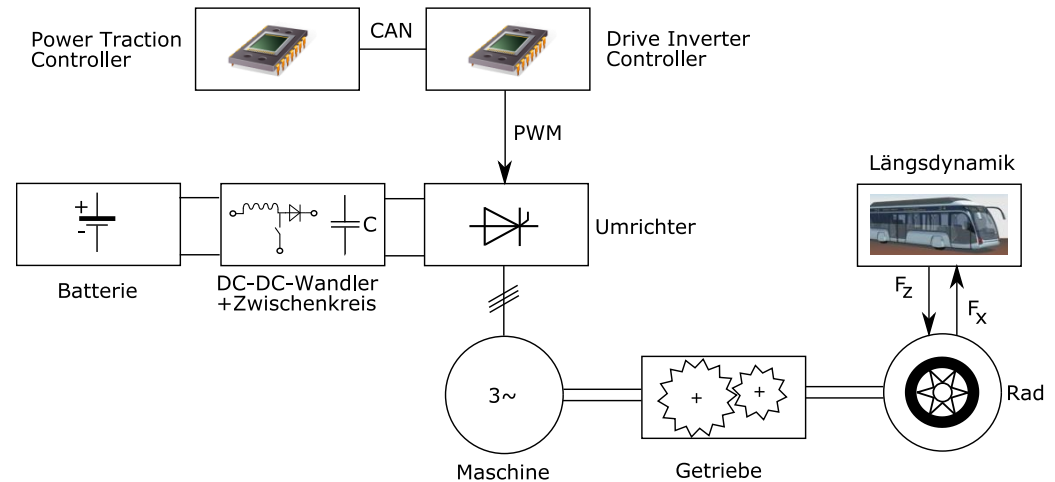 Power Traction
Controller
CAN
Drive Inverter
Controller
PWM
Längsdynamik
+
-
C
Umrichter
Batterie
DC-DC-Wandler
+Zwischenkreis
Fz
Fx
3~
+
+
Rad
Maschine
Getriebe